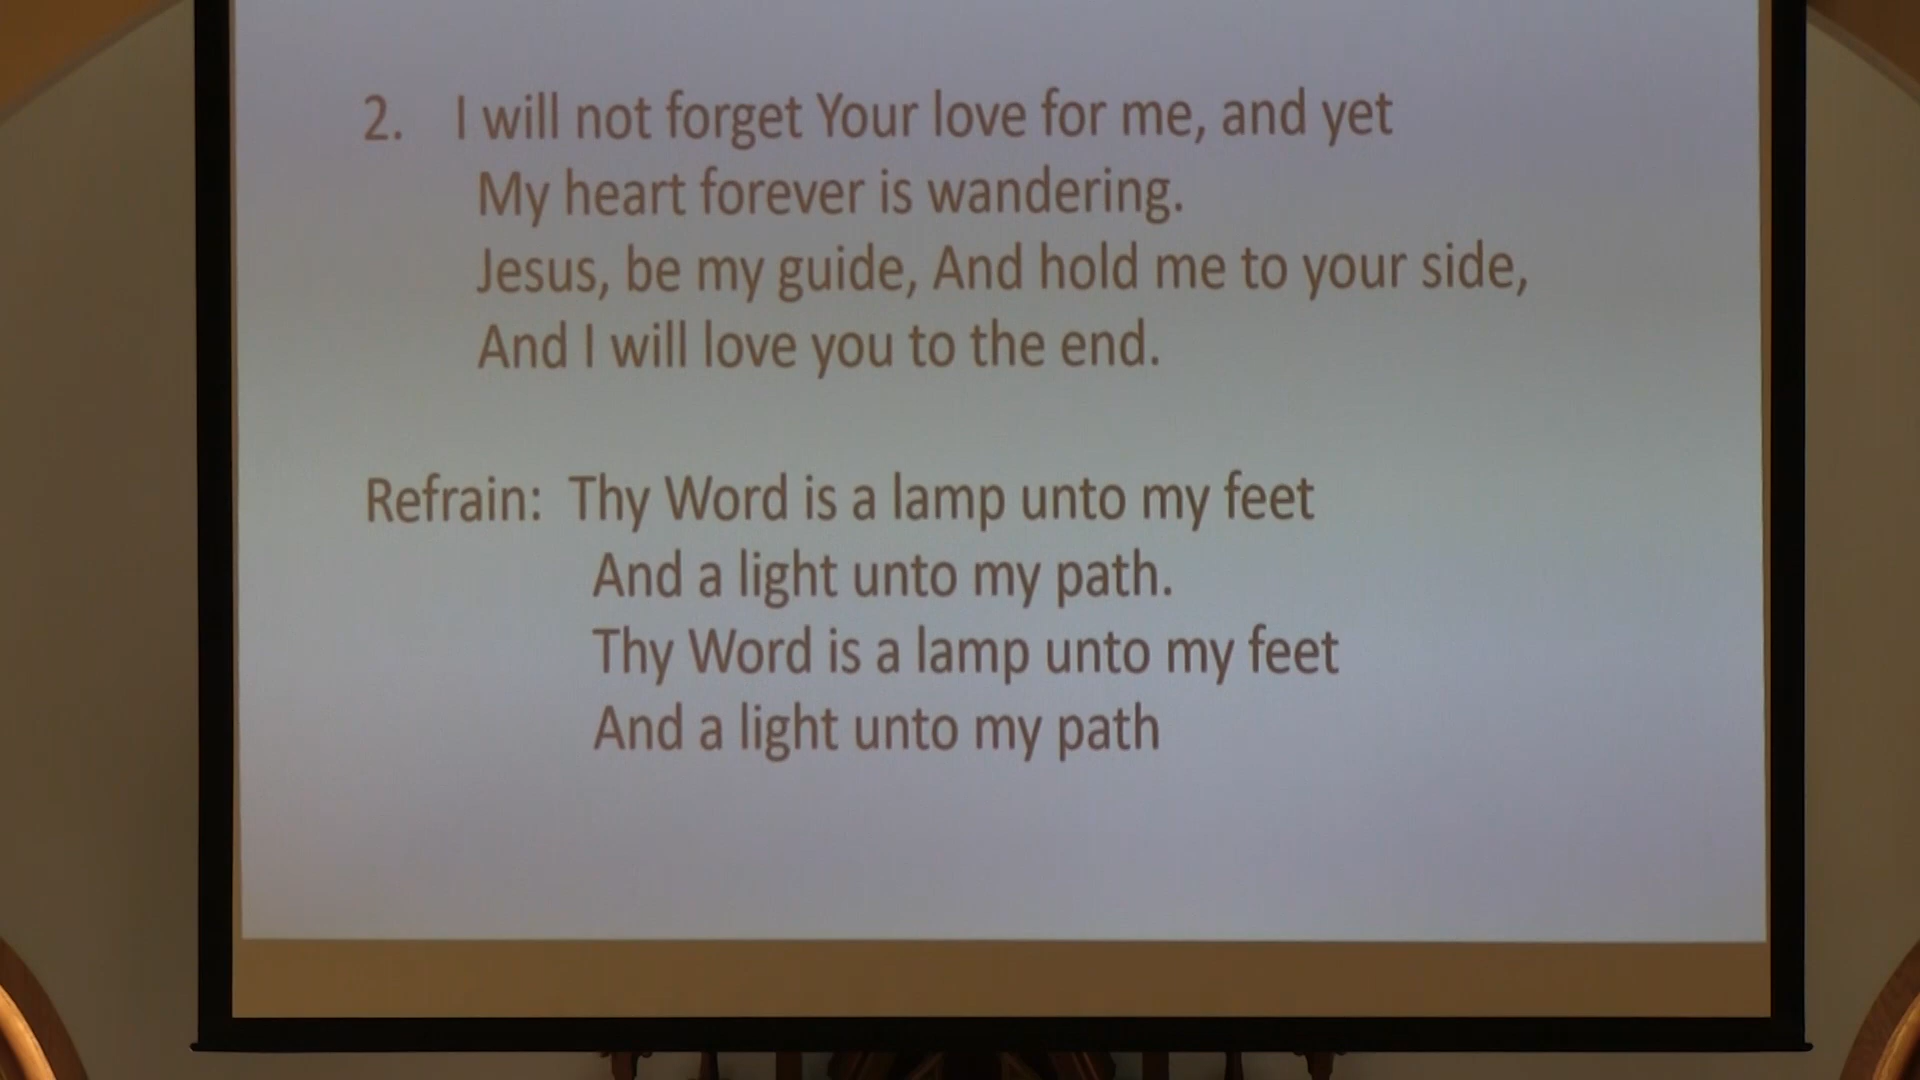 2. I will not forget Your love for me, and yet
My heart forever is wandering.
Jesus, be my guide, And hold me to your side,
And I will love you to the end.
Refrain: Thy Word is a lamp unto my feet
And a light unto my path.
Thy Word is a lamp unto my feet
And a light unto my path